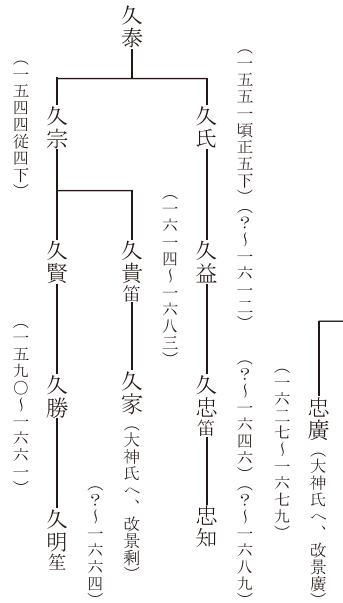 忠廣（大神氏へ、改景廣）
（一六二七〜一六七九）
久泰
久氏
（一五五一頃正五下）
久益
（？〜一六一二）
久忠笛
（？〜一六四六）
忠知
（？〜一六八九）
久宗
（一五四四従四下）
久貴笛
（一六一四〜一六八三）
久家（大神氏へ、改景剰）
久賢
久勝
（一五九〇〜一六六一）
久明笙
（？〜一六六四）